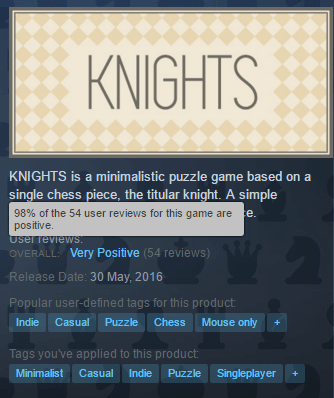 KNIGHTS
KNIGHTS is a minimalistic puzzle game based on a
single chess piece, the titular knight. A simple
98% of the 54 user reviews for this game are
positive.
ce.
User reviews:
OVERALL: Very Positive (54 reviews)
Release Date: 30 May, 2016
Popular user-defined tags for this product:
Indie Casual Puzzle Chess Mouse only +
Tags you've applied to this product:
Minimalist Casual Indie Puzzle Singleplayer +